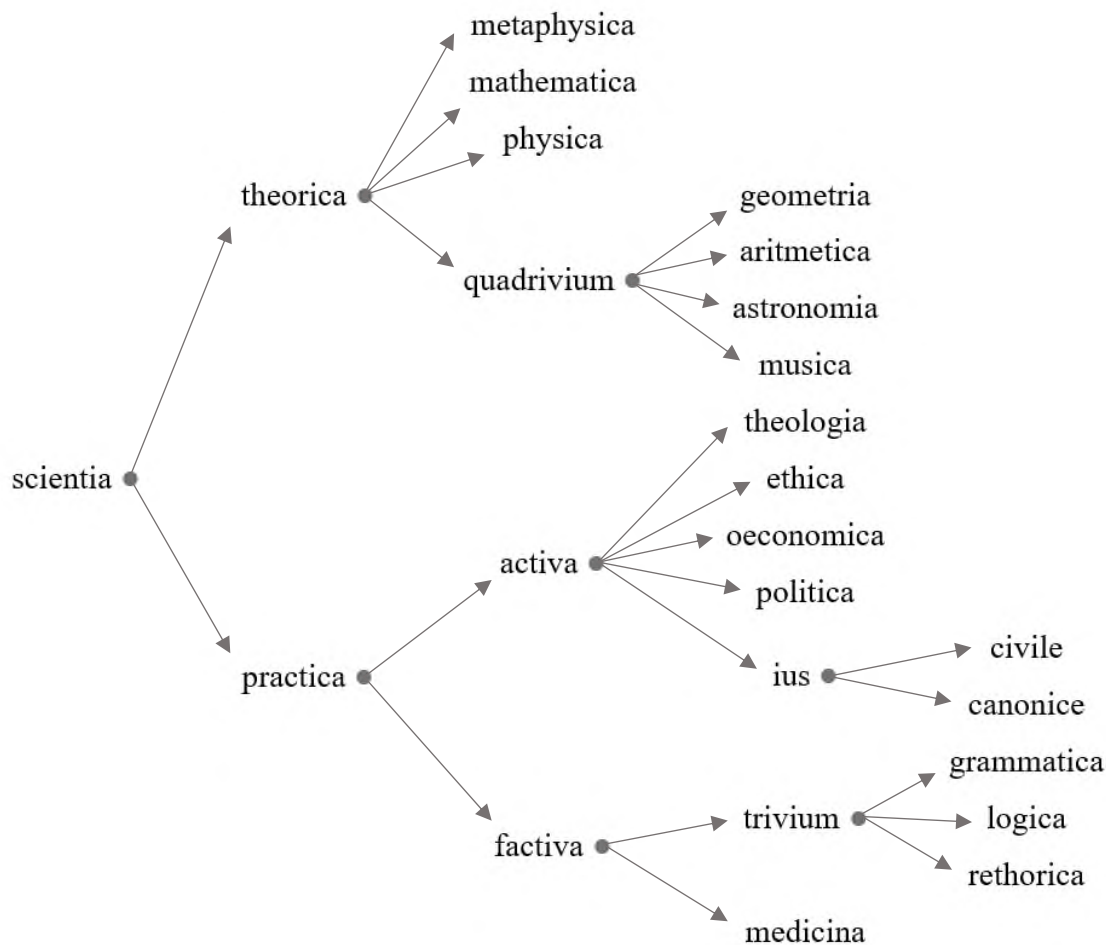 metaphysica
mathematica
physica
theorica
geometria
aritmetica
quadrivium
astronomia
musica
theologia
scientia
ethica
oeconomica
activa
politica
civile
practica
ius
canonice
grammatica
trivium
logica
factiva
rethorica
medicina